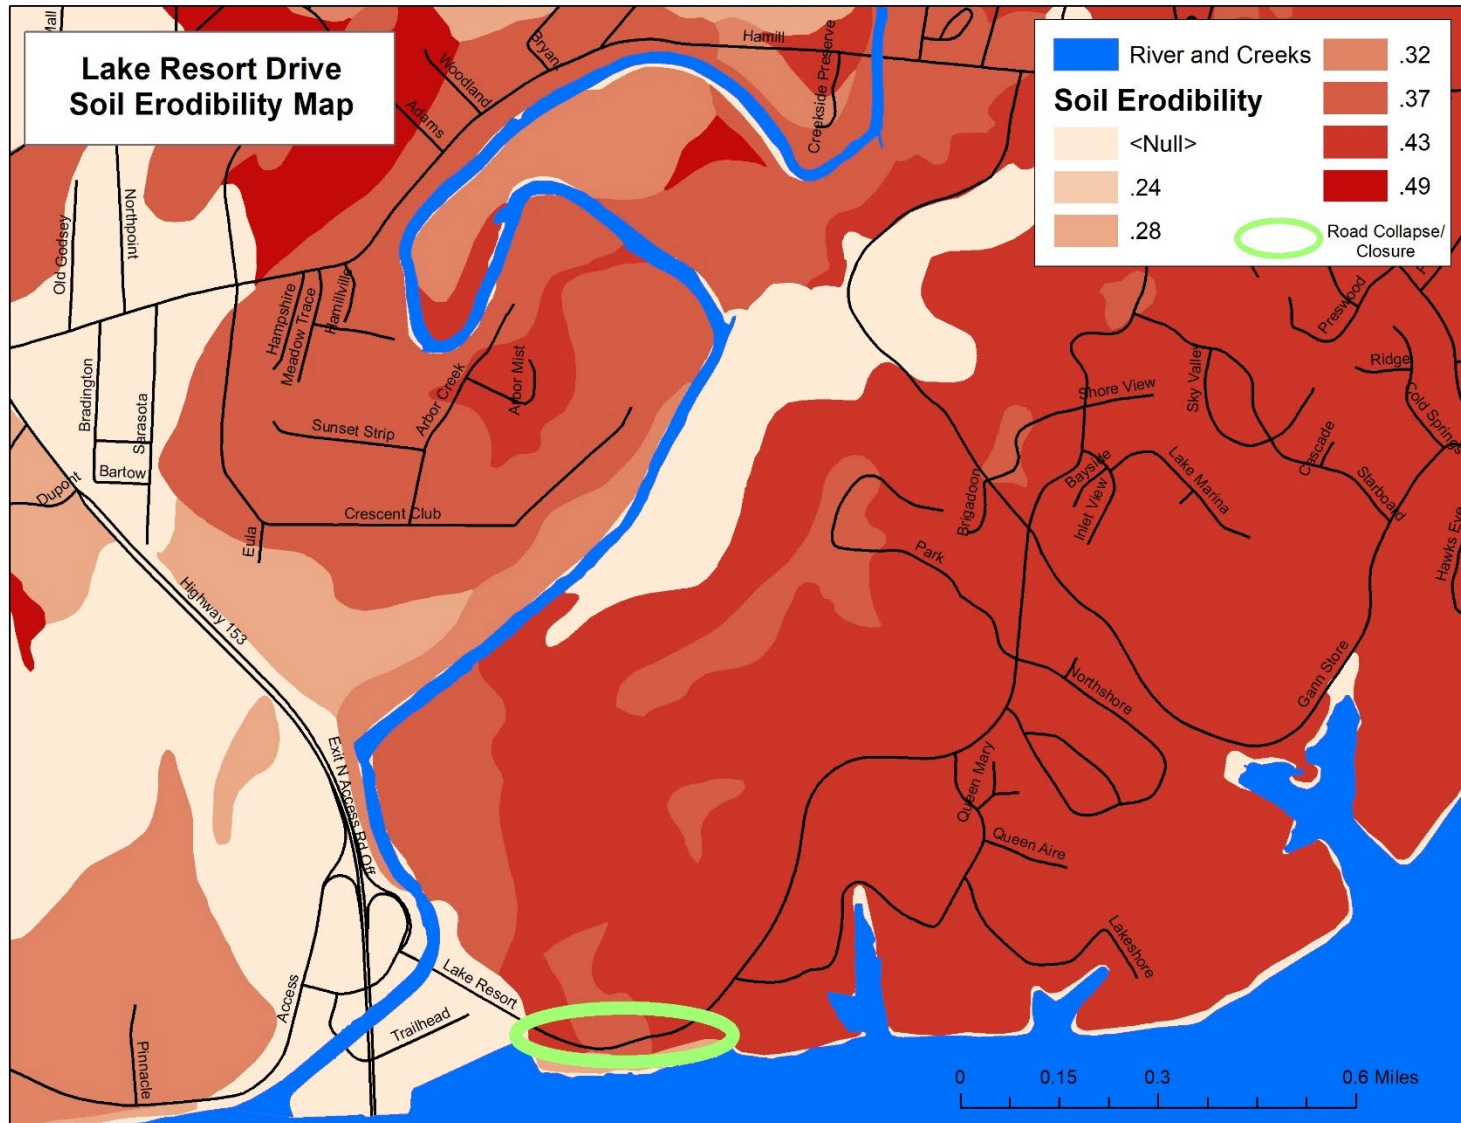 Lake Resort Drive
Soil Erodibility Map
River and Creeks
Soil Erodibility
<Null>
.24
.28
.32
.37
.43
.49
Road Collapse/
Closure
Mall
Bryant
Hamill
Woodland
Adams
Creekside Preserve
Old Godsey
Northpoint
Hampshire
Meadow Trace
Hamillville
Preswood
Ridge
Cold Springs
Sky Valley
Shore View
Bradington
Sarasota
Arbor Creek
Arbor Mist
Sunset Strip
Bartow
Dupont
Crescent Club
Eula
Brigadoon
Bayside
Inlet View
Lake Marina
Cascade
Starboard
Hawks Eye
Park
Highway 153
Northshore
Gann Store
Exit N Access Rd Off
Queen Mary
Queen Aire
Lakeshore
Lake Resort
Access
Trailhead
Pinnacle
0
0.15
0.3
0.6 Miles